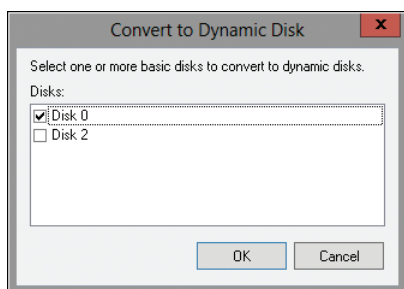 Convert to Dynamic Disk
x
Select one or more basic disks to convert to dynamic disks.
Disks:
Disk 0
Disk 2
OK
Cancel